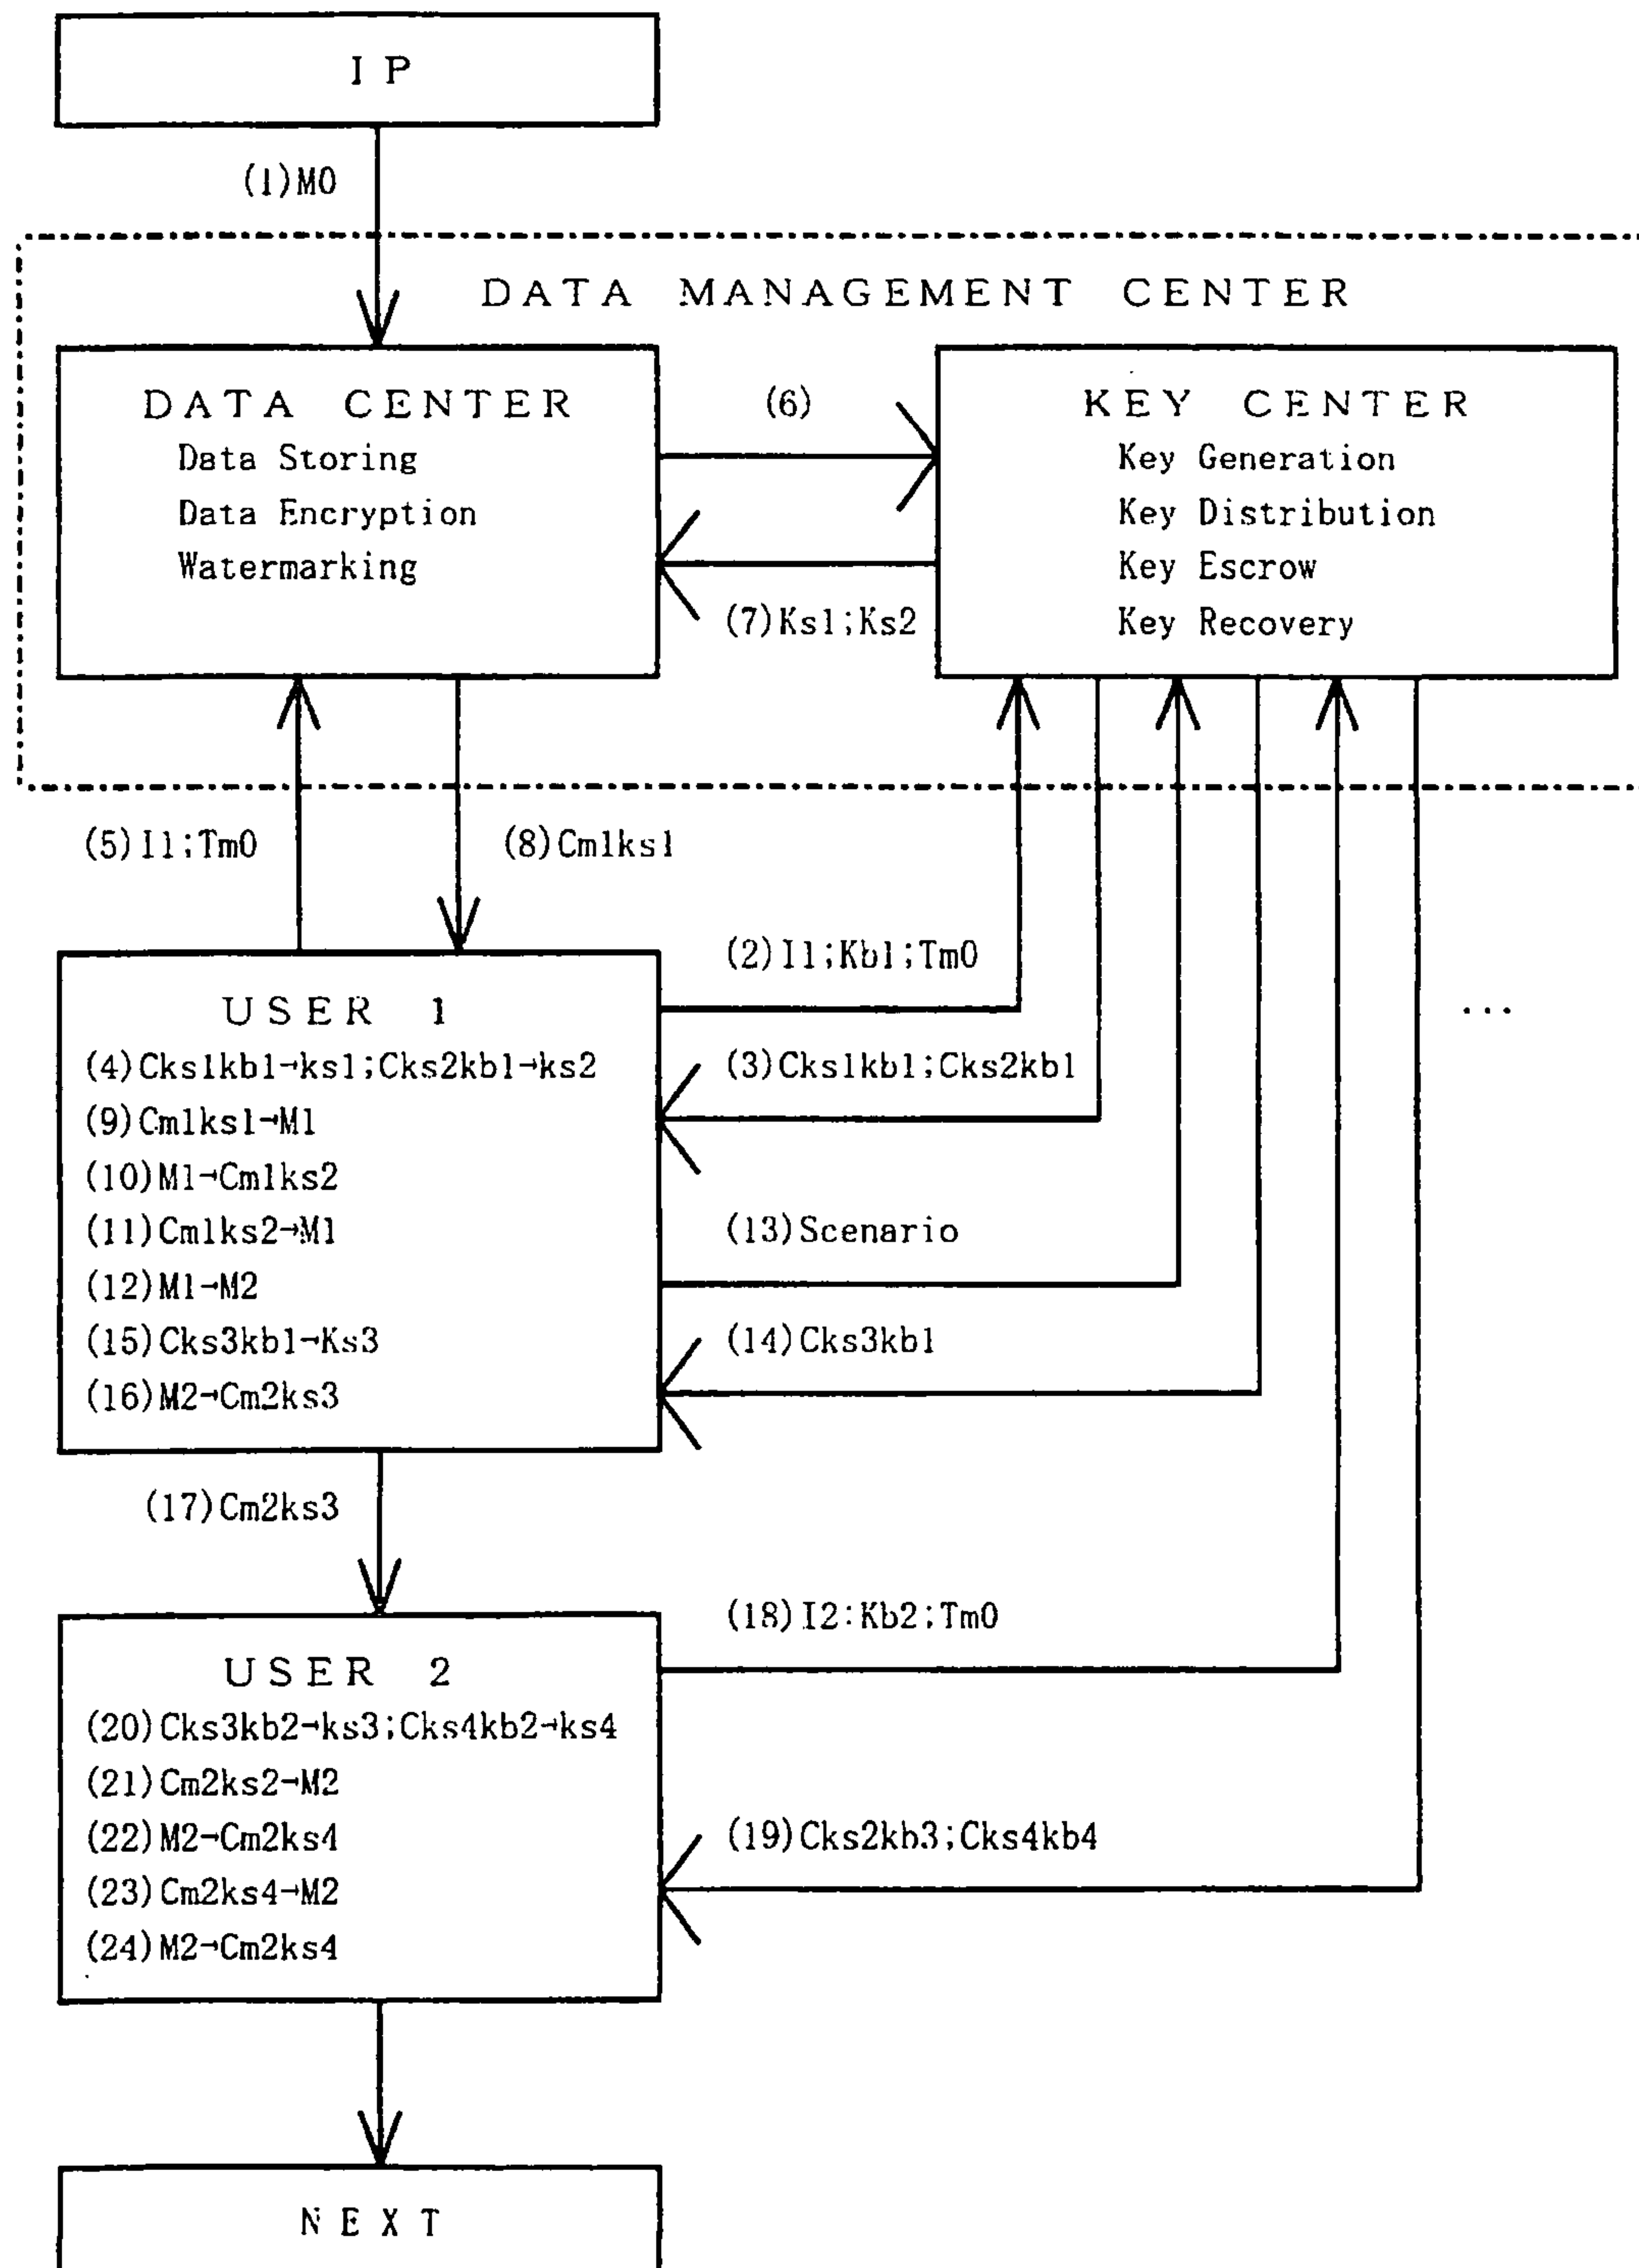 I P
(1)M0
DATA MANAGEMENT CENTER
DATA CENTER
Data Storing
Data Encryption
Watermarking
(6)
(7)Ks1;Ks2
KEY CENTER
Key Generation
Key Distribution
Key Escrow
Key Recovery
(5)I1;Tm0
(8)Cm1ks1
(2)I1;Kb1;Tm0
USER 1
(4)Cks1kb1→ks1;Cks2kb1→ks2
(9)Cm1ks1→M1
(10)M1→Cm1ks2
(11)Cm1ks2→M1
(12)M1→M2
(15)Cks3kb1→Ks3
(16)M2→Cm2ks3
(3)Cks1kb1;Cks2kb1
(13)Scenario
(14)Cks3kb1
...
(17)Cm2ks3
(18)I2:Kb2;Tm0
USER 2
(20)Cks3kb2→ks3;Cks4kb2→ks4
(21)Cm2ks2→M2
(22)M2→Cm2ks4
(23)Cm2ks4→M2
(24)M2→Cm2ks4
(19)Cks2kb3;Cks4kb4
NEXT